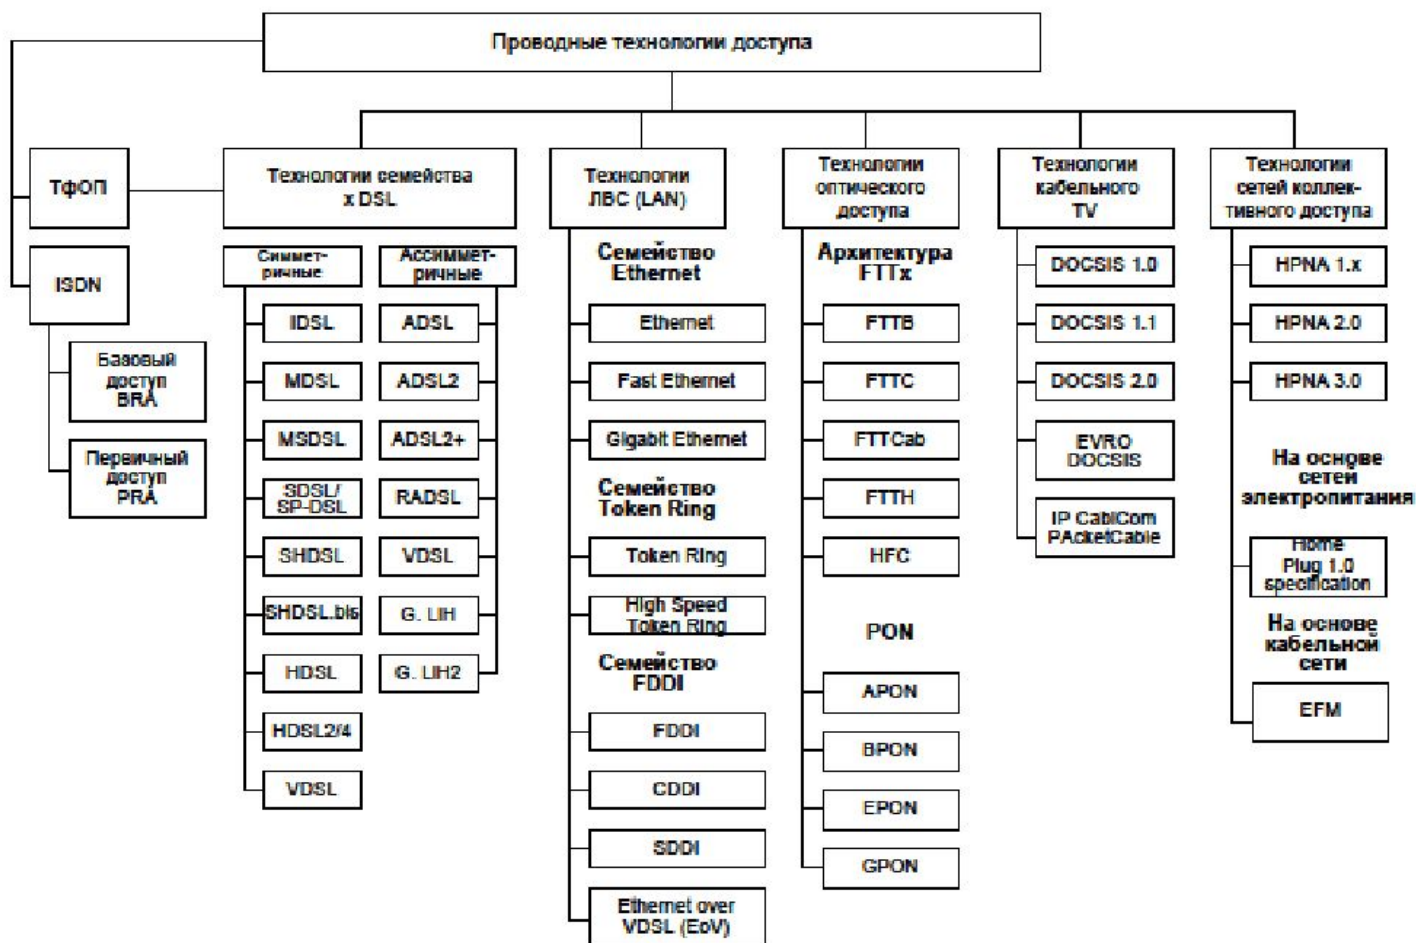 Проводные технологии доступа
ТфОП
ISDN
Базовый
доступ
BRA
Первичный
доступ
PRA
Технологии семейства
x DSL
Симмет-
ричные
IDSL
MDSL
MSDSL
SDSL/
SP-DSL
SHDSL
SHDSL.bis
HDSL
HDSL2/4
VDSL
Ассиммет-
ричные
ADSL
ADSL2
ADSL2+
RADSL
VDSL
G. LIH
G. LIH2
Технологии
ЛВС (LAN)
Семейство
Ethernet
Ethernet
Fast Ethernet
Gigabit Ethernet
Семейство
Token Ring
Token Ring
High Speed
Token Ring
Семейство
FDDI
FDDI
CDDI
SDDI
Ethernet over
VDSL (EoV)
Технологии
оптического
доступа
Архитектура
FTTx
FTTB
FTTC
FTTCab
FTTH
HFC
PON
APON
BPON
EPON
GPON
Технологии
кабельного
TV
DOCSIS 1.0
DOCSIS 1.1
DOCSIS 2.0
EVRO
DOCSIS
IP CablCom
PAcketCable
Технологии
сетей коллек-
тивного доступа
HPNA 1.x
HPNA 2.0
HPNA 3.0
На основе
сетей
электропитания
Home
Plug 1.0
specification
На основе
кабельной
сети
EFM